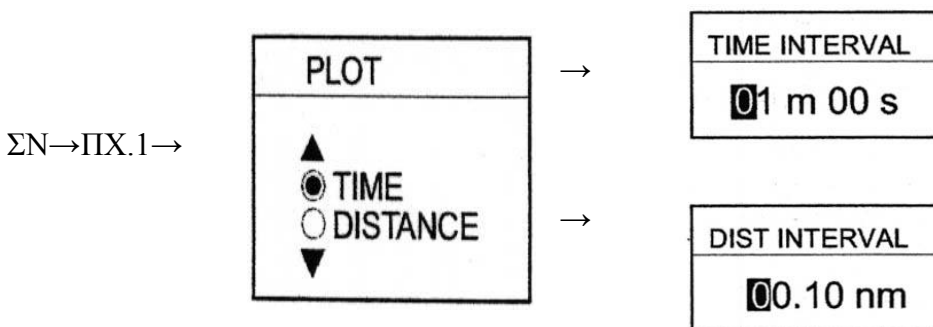 ΣΝ→ΠΧ.1→
PLOT
▲
◉ TIME
○ DISTANCE
▼
→
TIME INTERVAL
01 m 00 s
→
DIST INTERVAL
00.10 nm